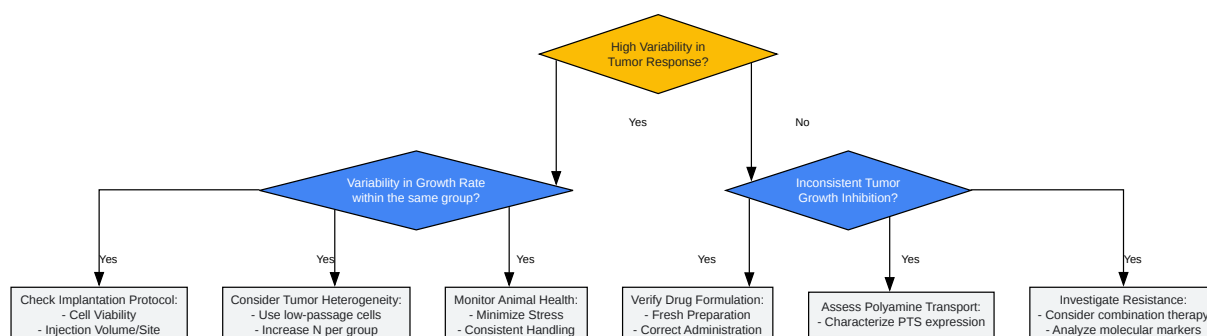 High Variability in
Tumor Response?
Yes
No
Variability in Growth Rate
within the same group?
Inconsistent Tumor
Growth Inhibition?
Yes
Yes
Yes
Yes
Yes
Yes
Check Implantation Protocol:
- Cell Viability
- Injection Volume/Site
Consider Tumor Heterogeneity:
- Use low-passage cells
- Increase N per group
Monitor Animal Health:
- Minimize Stress
- Consistent Handling
Verify Drug Formulation:
- Fresh Preparation
- Correct Administration
Assess Polyamine Transport:
- Characterize PTS expression
Investigate Resistance:
- Consider combination therapy
- Analyze molecular markers